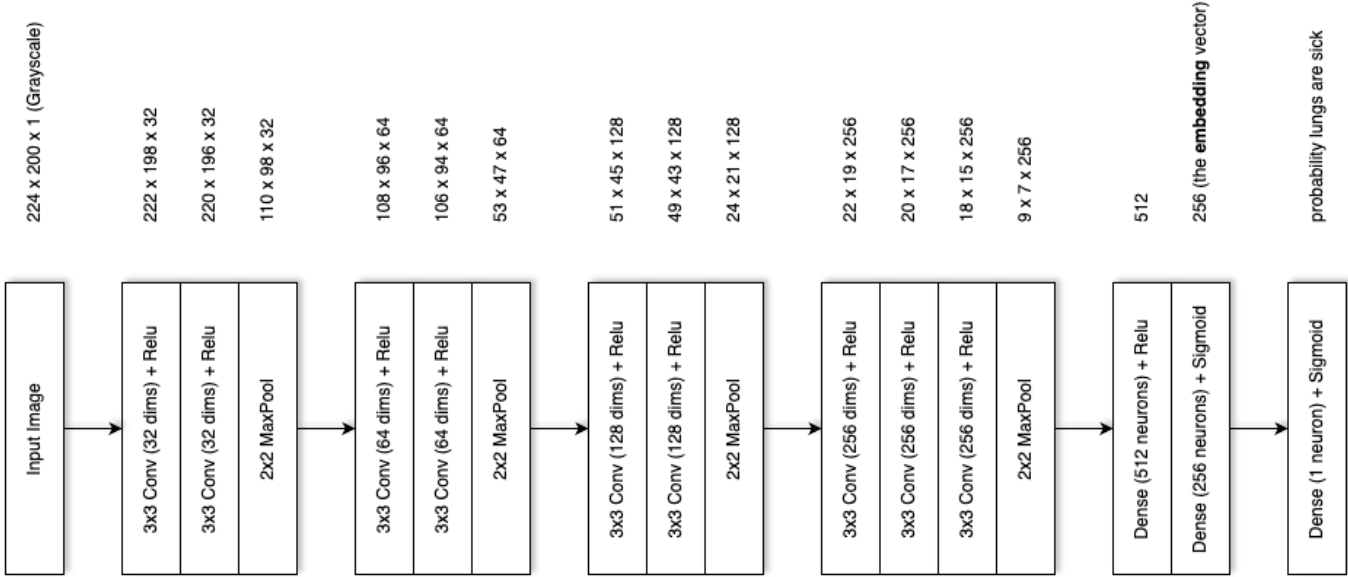 224 x 200 x 1 (Grayscale)
222 x 198 x 32
220 x 196 x 32
110 x 98 x 32
108 x 96 x 64
106 x 94 x 64
53 x 47 x 64
51 x 45 x 128
49 x 43 x 128
24 x 21 x 128
22 x 19 x 256
20 x 17 x 256
18 x 15 x 256
9 x 7 x 256
512
256 (the embedding vector)
probability lungs are sick
Input Image
3x3 Conv (32 dims) + Relu
3x3 Conv (32 dims) + Relu
2x2 MaxPool
3x3 Conv (64 dims) + Relu
3x3 Conv (64 dims) + Relu
2x2 MaxPool
3x3 Conv (128 dims) + Relu
3x3 Conv (128 dims) + Relu
2x2 MaxPool
3x3 Conv (256 dims) + Relu
3x3 Conv (256 dims) + Relu
3x3 Conv (256 dims) + Relu
2x2 MaxPool
Dense (512 neurons) + Relu
Dense (256 neurons) + Sigmoid
Dense (1 neuron) + Sigmoid